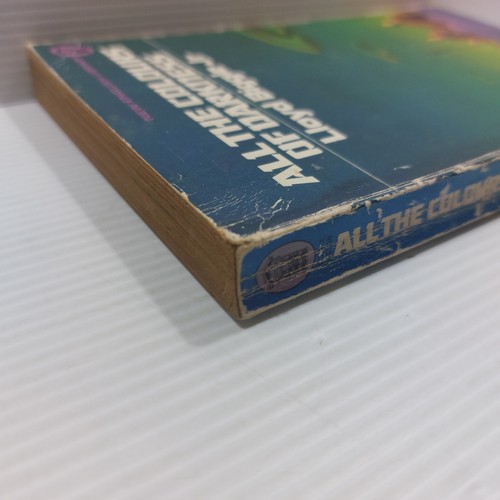 ALL THE COLOURS
OF DARKNESS
Lloyd Biggle Jr
ALL THE COLOUR